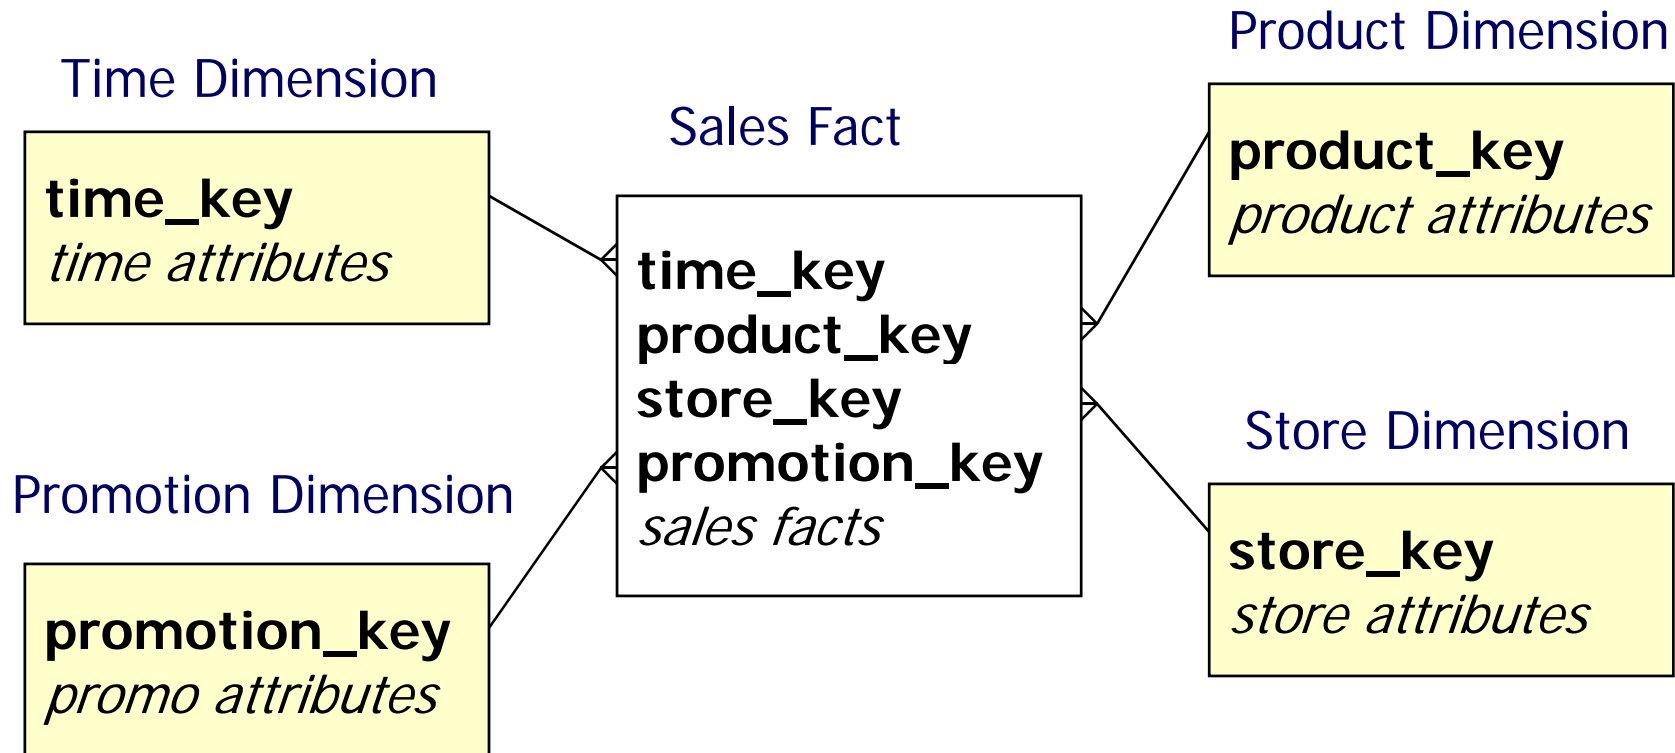 Time Dimension
time_key
time attributes
Promotion Dimension
promotion_key
promo attributes
Sales Fact
time_key
product_key
store_key
promotion_key
sales facts
Product Dimension
product_key
product attributes
Store Dimension
store_key
store attributes